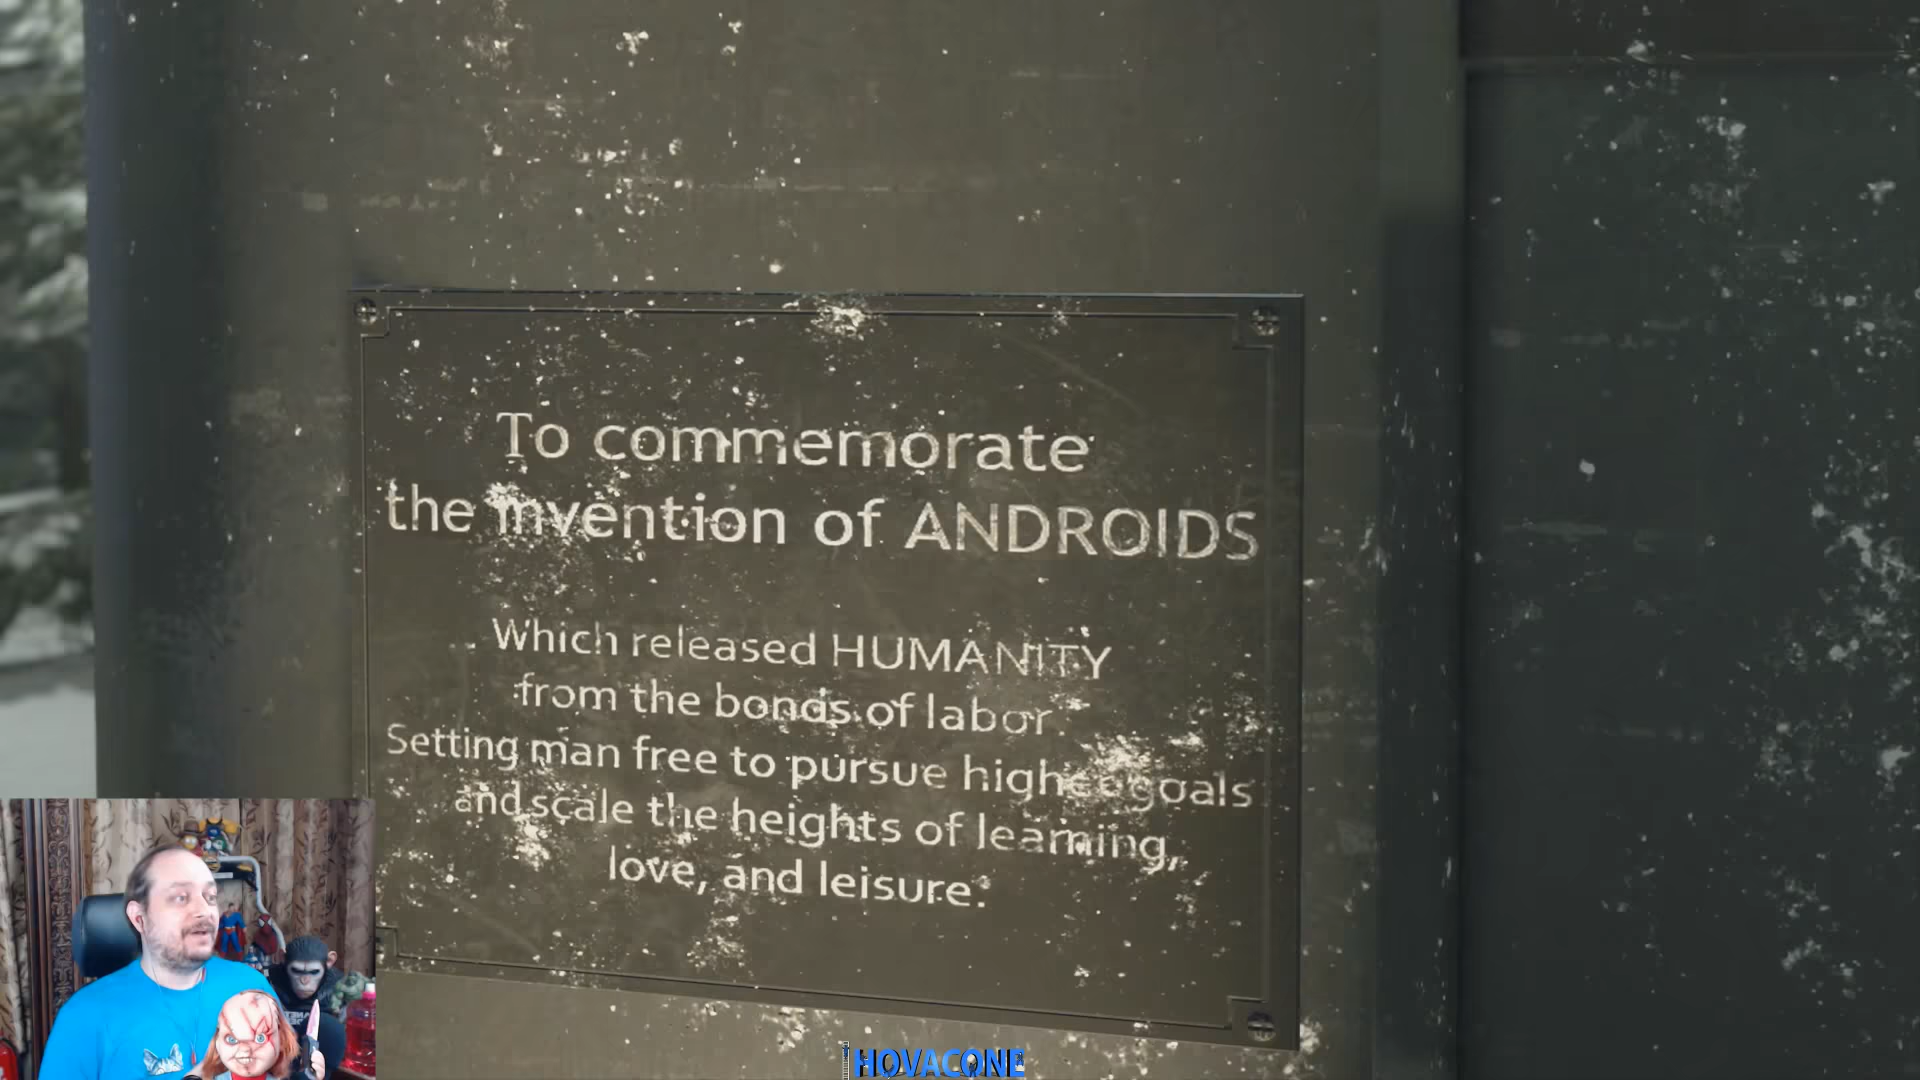 To commemorate
the invention of ANDROIDS
Which released HUMANITY
from the bonds of labor.
Setting man free to pursue higher goals
and scale the heights of learning,
love, and leisure.
HOVACONE